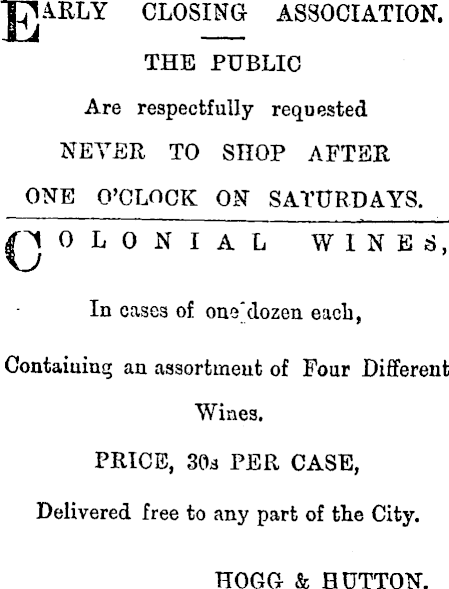 EARLY CLOSING ASSOCIATION.
THE PUBLIC
Are respectfully requested
NEVER TO SHOP AFTER
ONE O'CLOCK ON SATURDAYS.
COLONIAL WINES,
In cases of one dozen each,
Containing an assortment of Four Different
Wines.
PRICE, 30s PER CASE,
Delivered free to any part of the City.
HOGG & HUTTON.